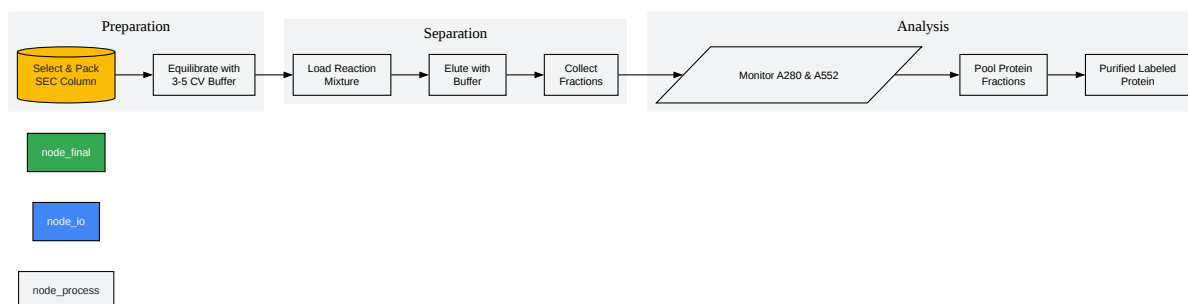 Preparation
Select & Pack
SEC Column
Equilibrate with
3-5 CV Buffer
Separation
Load Reaction
Mixture
Elute with
Buffer
Collect
Fractions
Analysis
Monitor A280 & A552
Pool Protein
Fractions
Purified Labeled
Protein
node_final
node_io
node_process